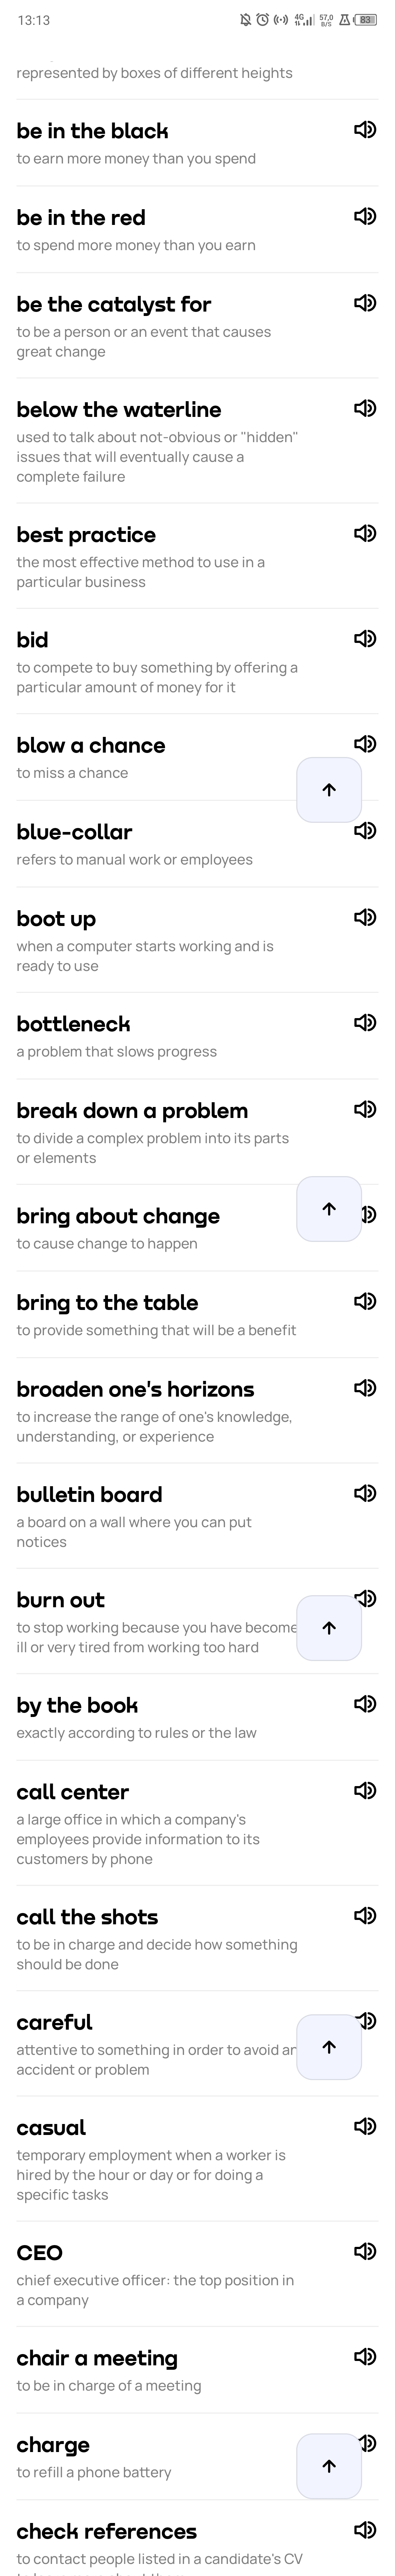 13:13
4G
57,0
B/S
83
represented by boxes of different heights
be in the black
to earn more money than you spend
be in the red
to spend more money than you earn
be the catalyst for
to be a person or an event that causes
great change
below the waterline
used to talk about not-obvious or "hidden"
issues that will eventually cause a
complete failure
best practice
the most effective method to use in a
particular business
bid
to compete to buy something by offering a
particular amount of money for it
blow a chance
to miss a chance
blue-collar
refers to manual work or employees
boot up
when a computer starts working and is
ready to use
bottleneck
a problem that slows progress
break down a problem
to divide a complex problem into its parts
or elements
bring about change
to cause change to happen
bring to the table
to provide something that will be a benefit
broaden one's horizons
to increase the range of one's knowledge,
understanding, or experience
bulletin board
a board on a wall where you can put
notices
burn out
to stop working because you have become
ill or very tired from working too hard
by the book
exactly according to rules or the law
call center
a large office in which a company's
employees provide information to its
customers by phone
call the shots
to be in charge and decide how something
should be done
careful
attentive to something in order to avoid an
accident or problem
casual
temporary employment when a worker is
hired by the hour or day or for doing a
specific tasks
CEO
chief executive officer: the top position in
a company
chair a meeting
to be in charge of a meeting
charge
to refill a phone battery
check references
to contact people listed in a candidate's CV